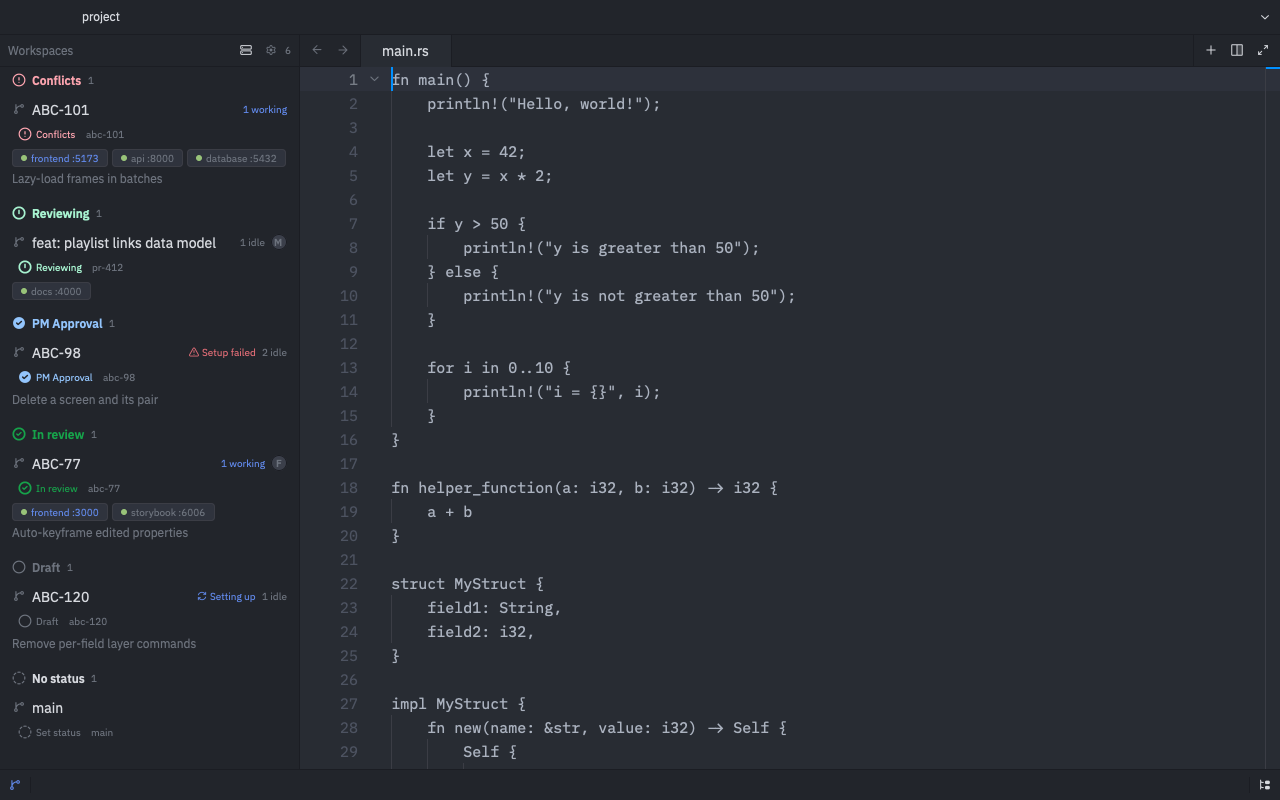 project
Workspaces 6
Conflicts 1
ABC-101 1 working
Conflicts abc-101
frontend :5173 api :8000 database :5432
Lazy-load frames in batches
Reviewing 1
feat: playlist links data model 1 idle M
Reviewing pr-412
docs :4000
PM Approval 1
ABC-98 Setup failed 2 idle
PM Approval abc-98
Delete a screen and its pair
In review 1
ABC-77 1 working F
In review abc-77
frontend :3000 storybook :6006
Auto-keyframe edited properties
Draft 1
ABC-120 Setting up 1 idle
Draft abc-120
Remove per-field layer commands
No status 1
main
Set status main
main.rs
1 fn main() {
2     println!("Hello, world!");
3
4     let x = 42;
5     let y = x * 2;
6
7     if y > 50 {
8         println!("y is greater than 50");
9     } else {
10         println!("y is not greater than 50");
11     }
12
13     for i in 0..10 {
14         println!("i = {}", i);
15     }
16 }
17
18 fn helper_function(a: i32, b: i32) -> i32 {
19     a + b
20 }
21
22 struct MyStruct {
23     field1: String,
24     field2: i32,
25 }
26
27 impl MyStruct {
28     fn new(name: &str, value: i32) -> Self {
29         Self {